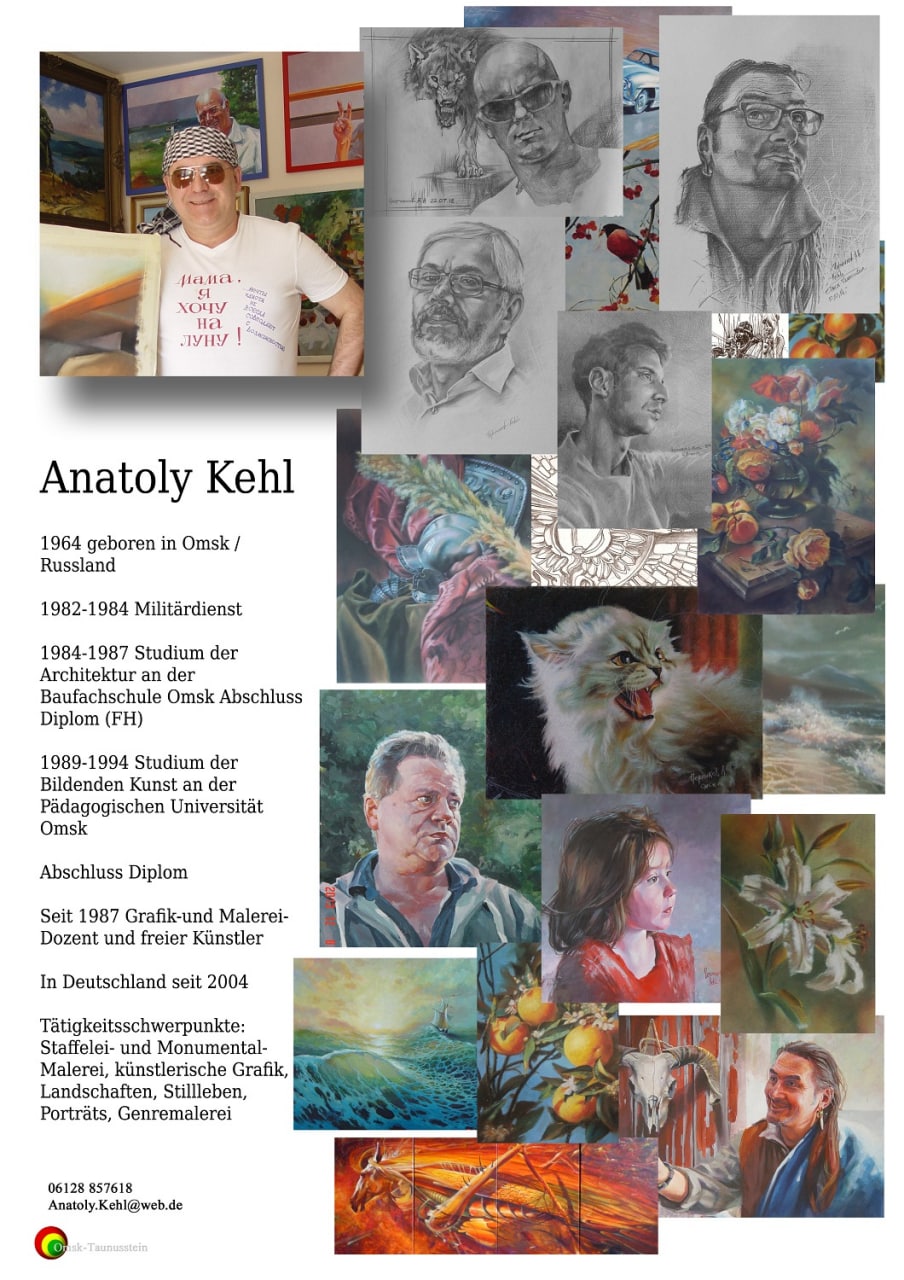 мама,
я
хочу
на
луну!
Anatoly Kehl
1964 geboren in Omsk /
Russland
1982-1984 Militärdienst
1984-1987 Studium der
Architektur an der
Baufachschule Omsk Abschluss
Diplom (FH)
1989-1994 Studium der
Bildenden Kunst an der
Pädagogischen Universität
Omsk
Abschluss Diplom
Seit 1987 Grafik-und Malerei-
Dozent und freier Künstler
In Deutschland seit 2004
Tätigkeitsschwerpunkte:
Staffelei- und Monumental-
Malerei, künstlerische Grafik,
Landschaften, Stillleben,
Porträts, Genremalerei
06128 857618
Anatoly.Kehl@web.de
Omsk-Taunusstein